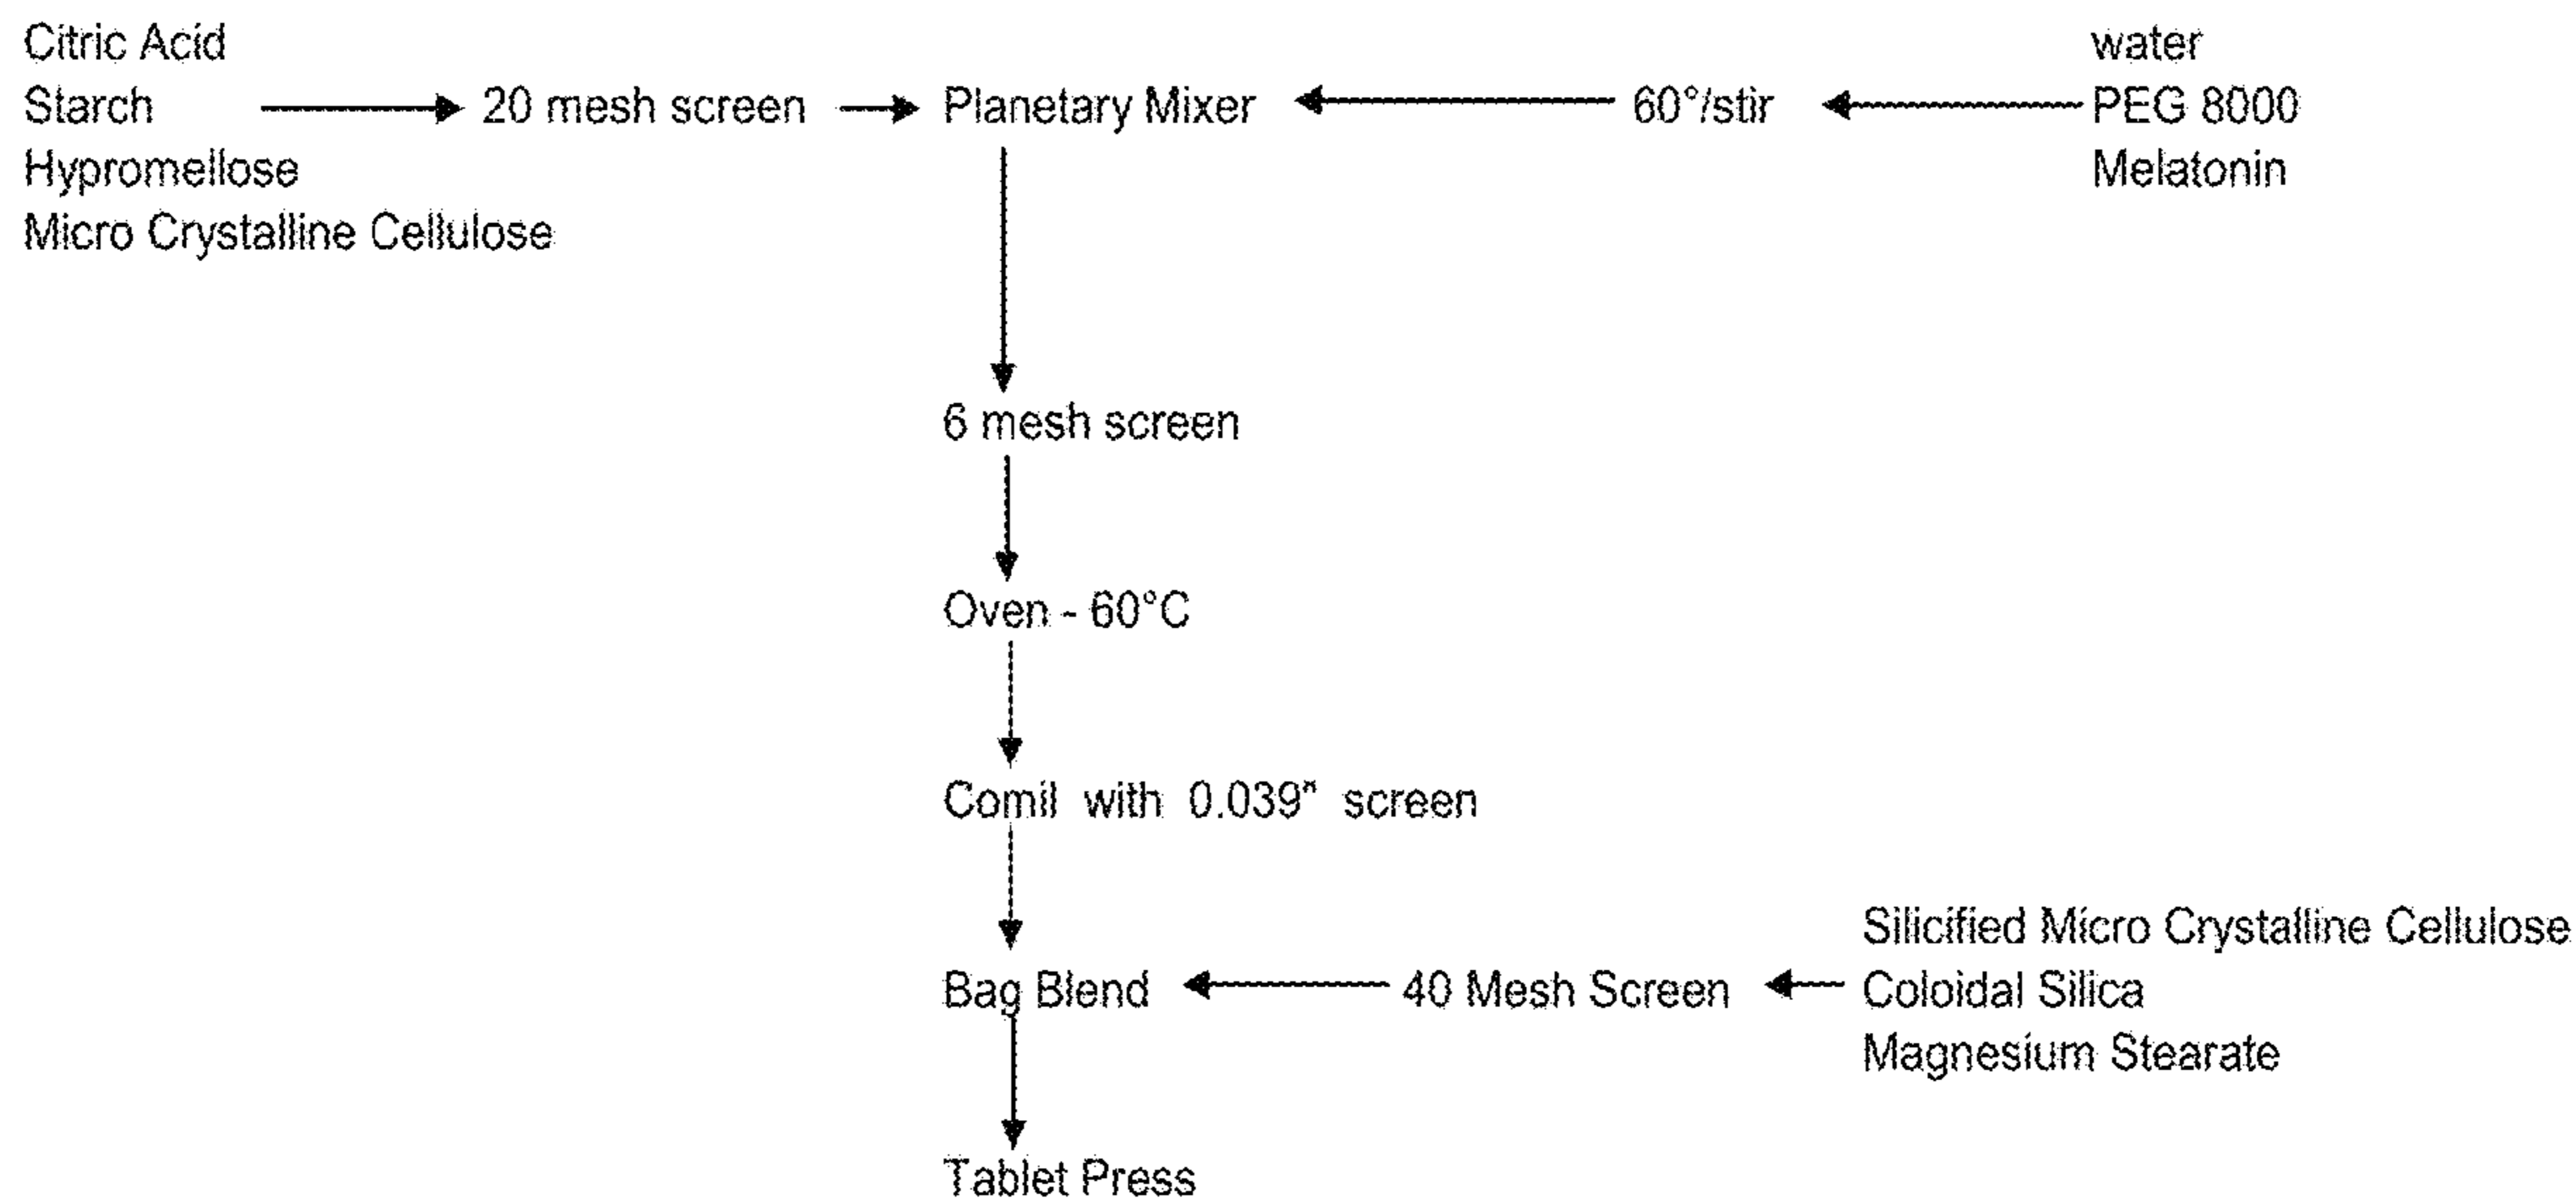 Citric Acid
Starch
Hypromellose
Micro Crystalline Cellulose
20 mesh screen
Planetary Mixer
60°/stir
water
PEG 8000
Melatonin
6 mesh screen
Oven - 60°C
Comil with 0.039" screen
Bag Blend
40 Mesh Screen
Silicified Micro Crystalline Cellulose
Coloidal Silica
Magnesium Stearate
Tablet Press